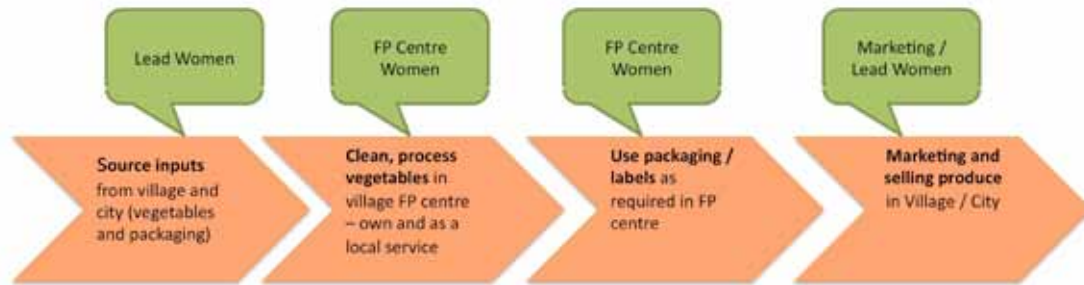 Lead Women
FP Centre
Women
FP Centre
Women
Marketing /
Lead Women
Source inputs
from village and
city (vegetables
and packaging)
Clean, process
vegetables in
village FP centre
– own and as a
local service
Use packaging /
labels as
required in FP
centre
Marketing and
selling produce
in Village / City